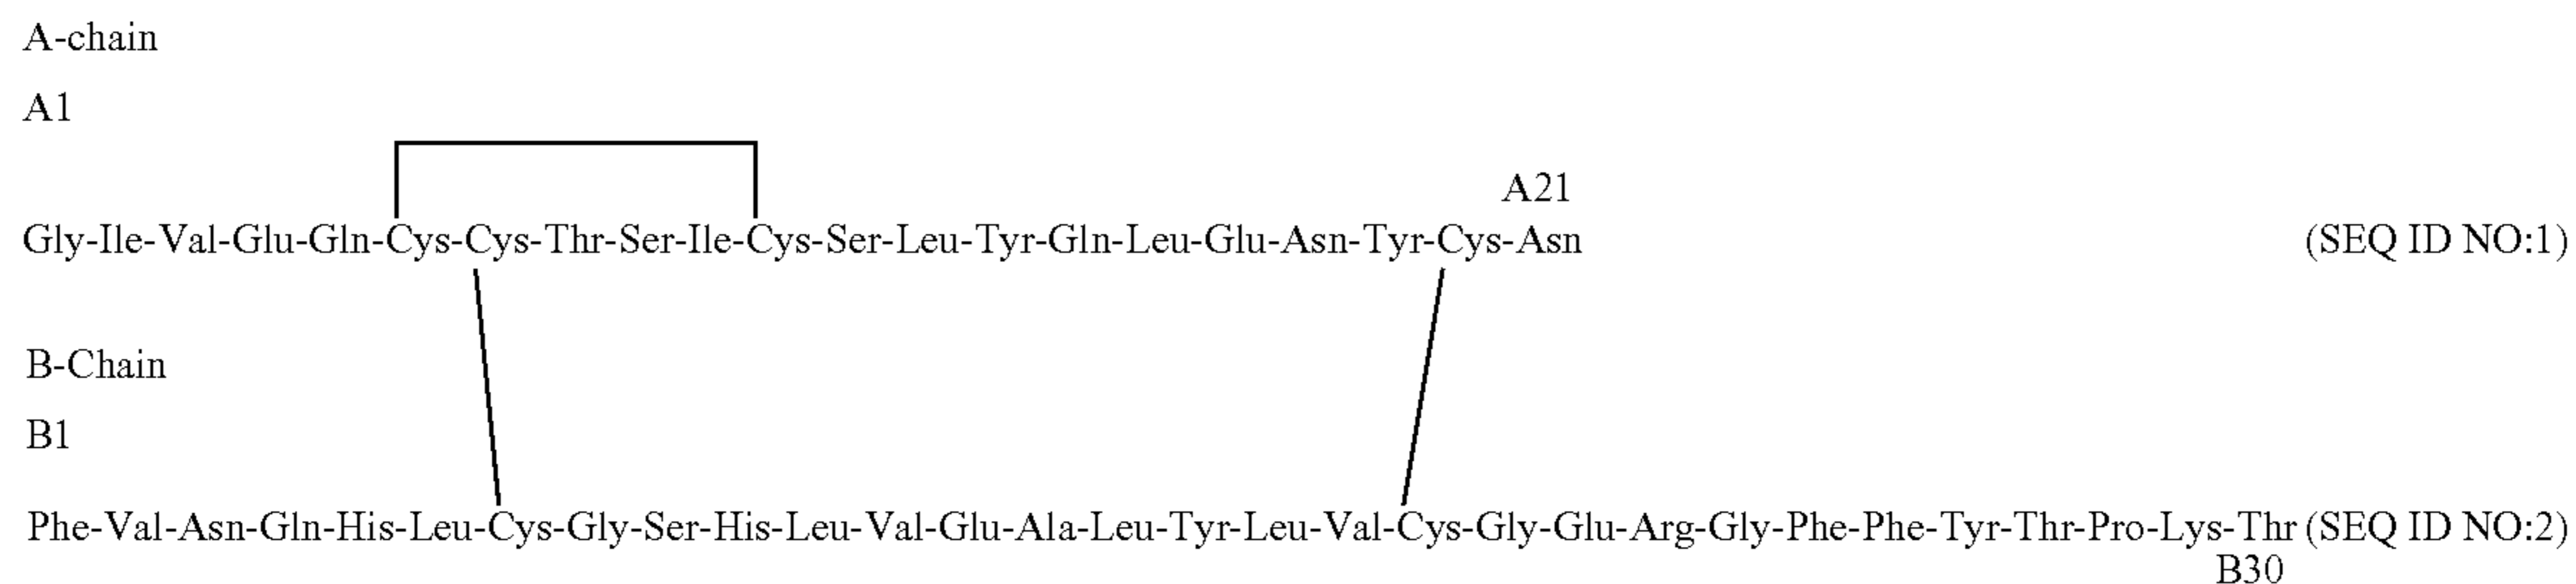 A-chain
A1
A21
Gly-Ile-Val-Glu-Gln-Cys-Cys-Thr-Ser-Ile-Cys-Ser-Leu-Tyr-Gln-Leu-Glu-Asn-Tyr-Cys-Asn (SEQ ID NO:1)
B-Chain
B1
Phe-Val-Asn-Gln-His-Leu-Cys-Gly-Ser-His-Leu-Val-Glu-Ala-Leu-Tyr-Leu-Val-Cys-Gly-Glu-Arg-Gly-Phe-Phe-Tyr-Thr-Pro-Lys-Thr (SEQ ID NO:2)
B30